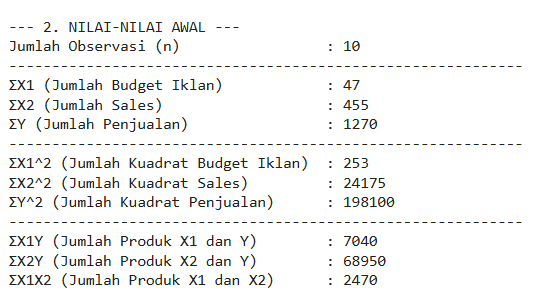 --- 2. NILAI-NILAI AWAL ---
Jumlah Observasi (n) : 10
------------------------------------------------------------
ΣX1 (Jumlah Budget Iklan) : 47
ΣX2 (Jumlah Sales) : 455
ΣY (Jumlah Penjualan) : 1270
------------------------------------------------------------
ΣX1^2 (Jumlah Kuadrat Budget Iklan) : 253
ΣX2^2 (Jumlah Kuadrat Sales) : 24175
ΣY^2 (Jumlah Kuadrat Penjualan) : 198100
------------------------------------------------------------
ΣX1Y (Jumlah Produk X1 dan Y) : 7040
ΣX2Y (Jumlah Produk X2 dan Y) : 68950
ΣX1X2 (Jumlah Produk X1 dan X2) : 2470